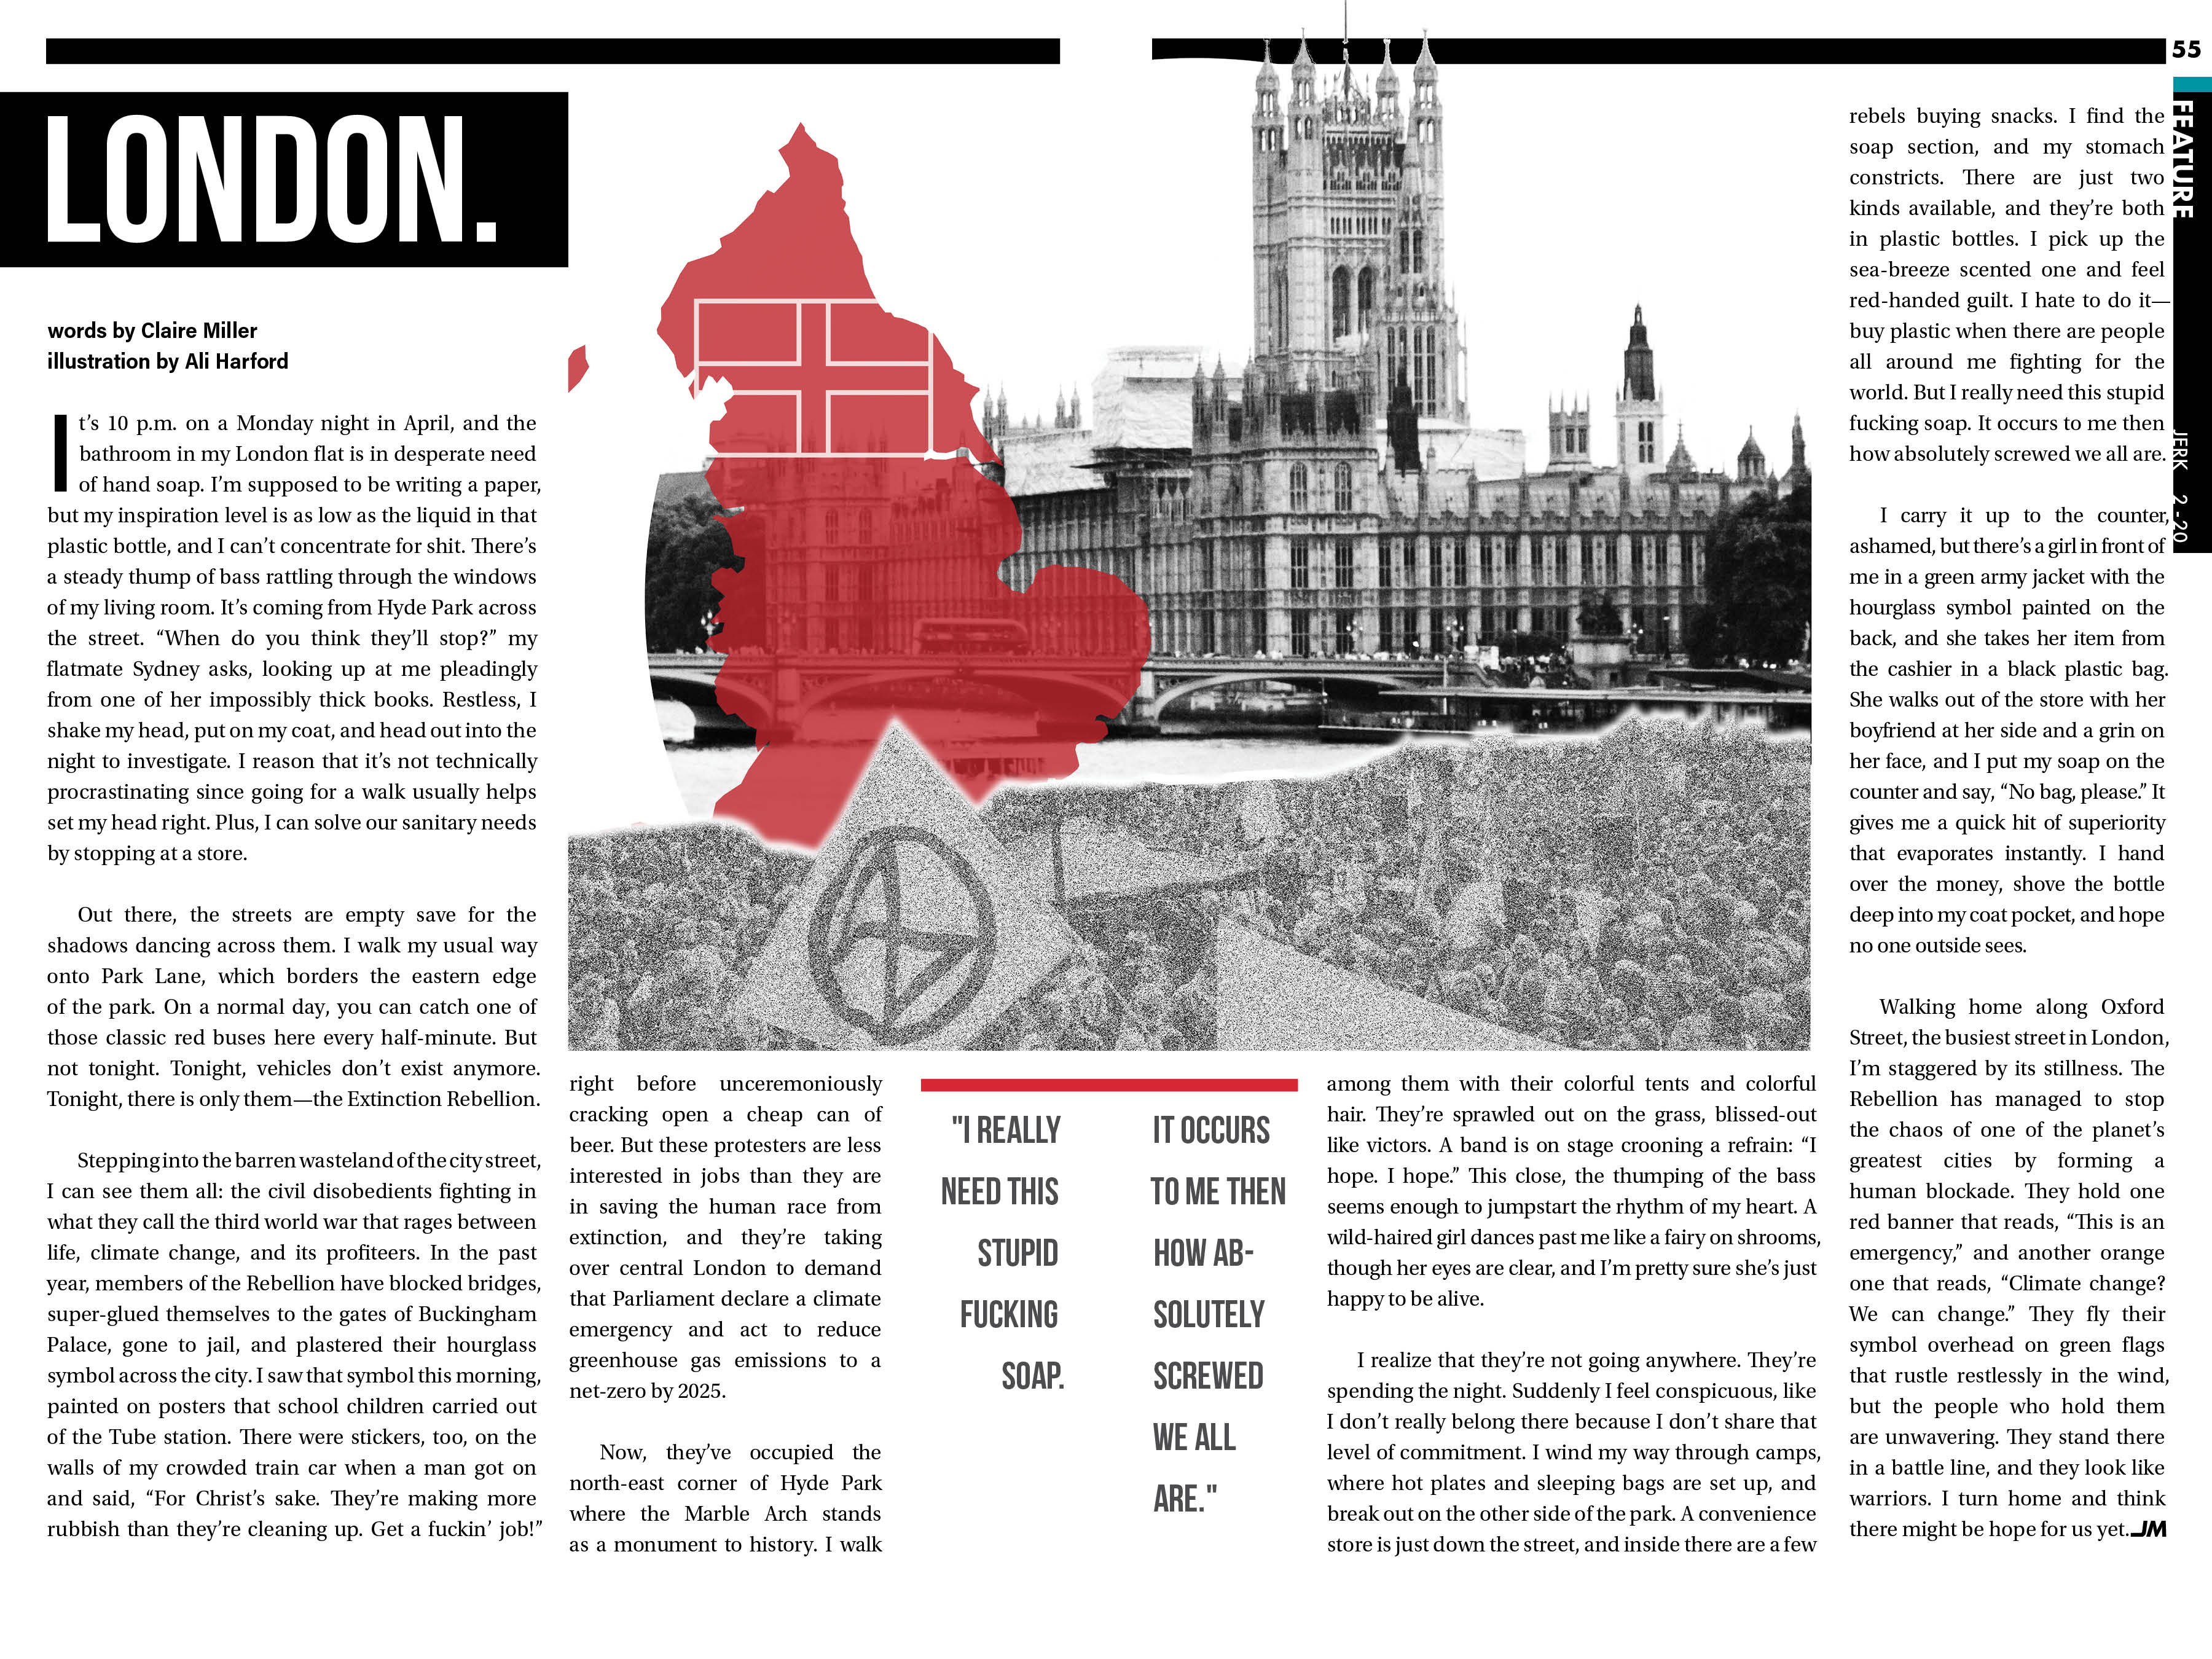 55
FEATURE
JERK 2-20
LONDON.
words by Claire Miller
illustration by Ali Harford
It’s 10 p.m. on a Monday night in April, and the
bathroom in my London flat is in desperate need
of hand soap. I’m supposed to be writing a paper,
but my inspiration level is as low as the liquid in that
plastic bottle, and I can’t concentrate for shit. There’s
a steady thump of bass rattling through the windows
of my living room. It’s coming from Hyde Park across
the street. “When do you think they’ll stop?” my
flatmate Sydney asks, looking up at me pleadingly
from one of her impossibly thick books. Restless, I
shake my head, put on my coat, and head out into the
night to investigate. I reason that it’s not technically
procrastinating since going for a walk usually helps
set my head right. Plus, I can solve our sanitary needs
by stopping at a store.
Out there, the streets are empty save for the
shadows dancing across them. I walk my usual way
onto Park Lane, which borders the eastern edge
of the park. On a normal day, you can catch one of
those classic red buses here every half-minute. But
not tonight. Tonight, vehicles don’t exist anymore.
Tonight, there is only them—the Extinction Rebellion.
Stepping into the barren wasteland of the city street,
I can see them all: the civil disobedients fighting in
what they call the third world war that rages between
life, climate change, and its profiteers. In the past
year, members of the Rebellion have blocked bridges,
super-glued themselves to the gates of Buckingham
Palace, gone to jail, and plastered their hourglass
symbol across the city. I saw that symbol this morning,
painted on posters that school children carried out
of the Tube station. There were stickers, too, on the
walls of my crowded train car when a man got on
and said, “For Christ’s sake. They’re making more
rubbish than they’re cleaning up. Get a fuckin’ job!”
right before unceremoniously
cracking open a cheap can of
beer. But these protesters are less
interested in jobs than they are
in saving the human race from
extinction, and they’re taking
over central London to demand
that Parliament declare a climate
emergency and act to reduce
greenhouse gas emissions to a
net-zero by 2025.
Now, they’ve occupied the
north-east corner of Hyde Park
where the Marble Arch stands
as a monument to history. I walk
"I REALLY
NEED THIS
STUPID
FUCKING
SOAP.
IT OCCURS
TO ME THEN
HOW AB-
SOLUTELY
SCREWED
WE ALL
ARE."
among them with their colorful tents and colorful
hair. They’re sprawled out on the grass, blissed-out
like victors. A band is on stage crooning a refrain: “I
hope. I hope.” This close, the thumping of the bass
seems enough to jumpstart the rhythm of my heart. A
wild-haired girl dances past me like a fairy on shrooms,
though her eyes are clear, and I’m pretty sure she’s just
happy to be alive.
I realize that they’re not going anywhere. They’re
spending the night. Suddenly I feel conspicuous, like
I don’t really belong there because I don’t share that
level of commitment. I wind my way through camps,
where hot plates and sleeping bags are set up, and
break out on the other side of the park. A convenience
store is just down the street, and inside there are a few
rebels buying snacks. I find the
soap section, and my stomach
constricts. There are just two
kinds available, and they’re both
in plastic bottles. I pick up the
sea-breeze scented one and feel
red-handed guilt. I hate to do it—
buy plastic when there are people
all around me fighting for the
world. But I really need this stupid
fucking soap. It occurs to me then
how absolutely screwed we all are.
I carry it up to the counter,
ashamed, but there’s a girl in front of
me in a green army jacket with the
hourglass symbol painted on the
back, and she takes her item from
the cashier in a black plastic bag.
She walks out of the store with her
boyfriend at her side and a grin on
her face, and I put my soap on the
counter and say, “No bag, please.” It
gives me a quick hit of superiority
that evaporates instantly. I hand
over the money, shove the bottle
deep into my coat pocket, and hope
no one outside sees.
Walking home along Oxford
Street, the busiest street in London,
I’m staggered by its stillness. The
Rebellion has managed to stop
the chaos of one of the planet’s
greatest cities by forming a
human blockade. They hold one
red banner that reads, “This is an
emergency,” and another orange
one that reads, “Climate change?
We can change.” They fly their
symbol overhead on green flags
that rustle restlessly in the wind,
but the people who hold them
are unwavering. They stand there
in a battle line, and they look like
warriors. I turn home and think
there might be hope for us yet. JM